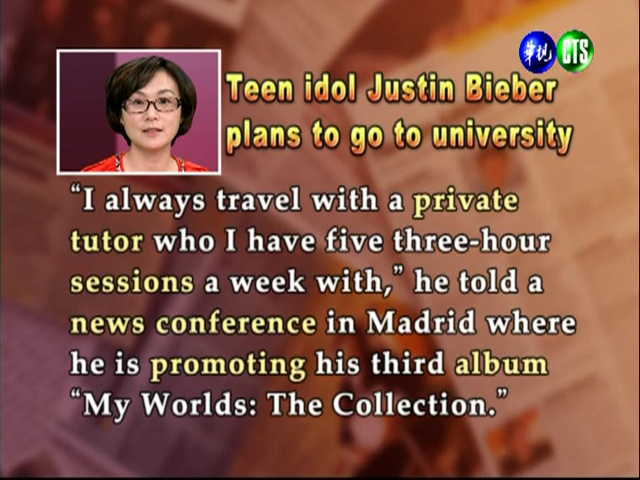 華視 CTS
Teen idol Justin Bieber
plans to go to university
“I always travel with a private
tutor who I have five three-hour
sessions a week with,” he told a
news conference in Madrid where
he is promoting his third album
“My Worlds: The Collection.”